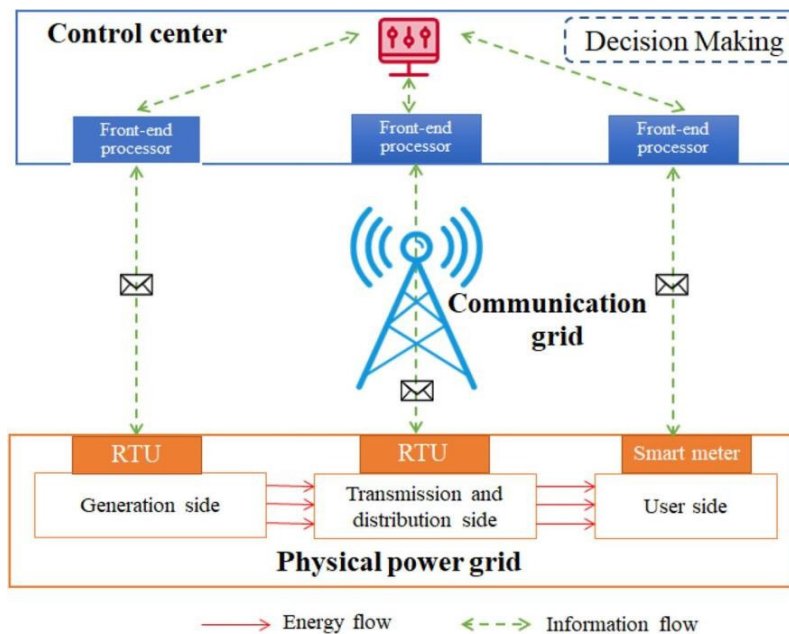 Control center
Decision Making
Front-end
processor
Front-end
processor
Front-end
processor
Communication
grid
RTU
RTU
Smart meter
Generation side
Transmission and
distribution side
User side
Physical power grid
Energy flow
Information flow